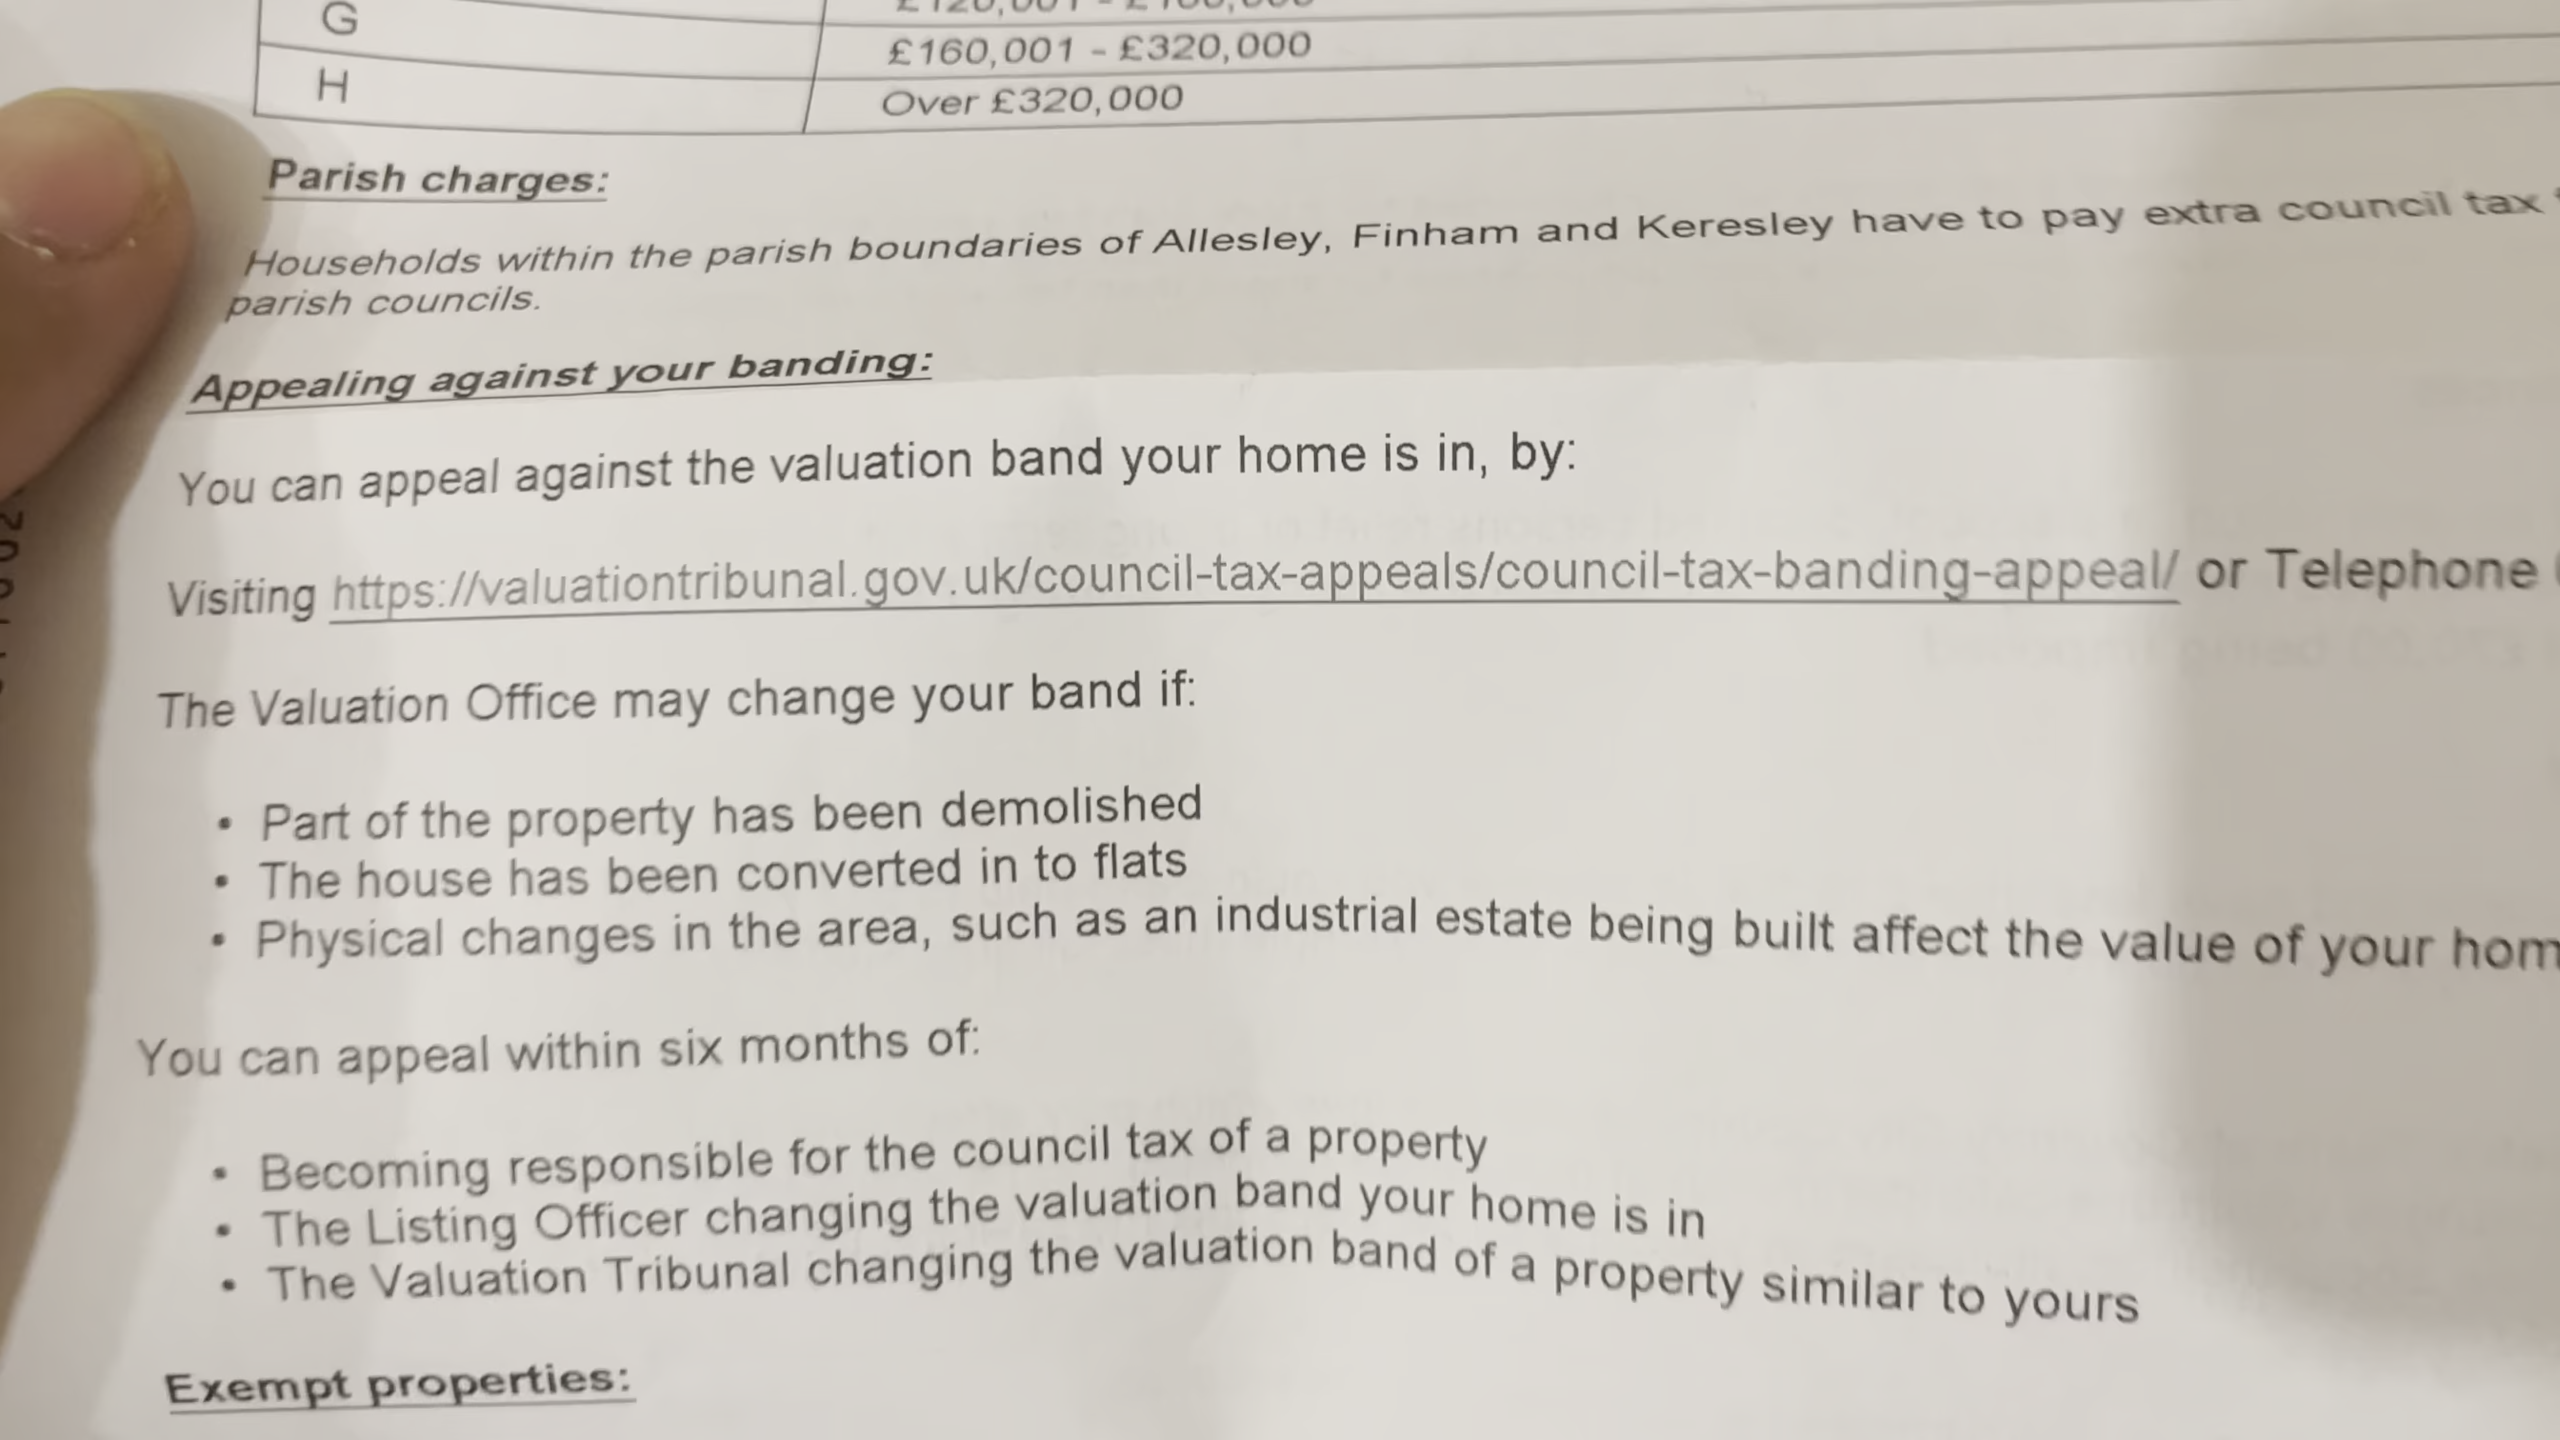 G
£160,001 - £320,000
H
Over £320,000
Parish charges:
Households within the parish boundaries of Allesley, Finham and Keresley have to pay extra council tax
parish councils.
Appealing against your banding:
You can appeal against the valuation band your home is in, by:
Visiting https://valuationtribunal.gov.uk/council-tax-appeals/council-tax-banding-appeal/ or Telephone
The Valuation Office may change your band if:
• Part of the property has been demolished
• The house has been converted in to flats
• Physical changes in the area, such as an industrial estate being built affect the value of your hom
You can appeal within six months of:
• Becoming responsible for the council tax of a property
• The Listing Officer changing the valuation band your home is in
• The Valuation Tribunal changing the valuation band of a property similar to yours
Exempt properties: